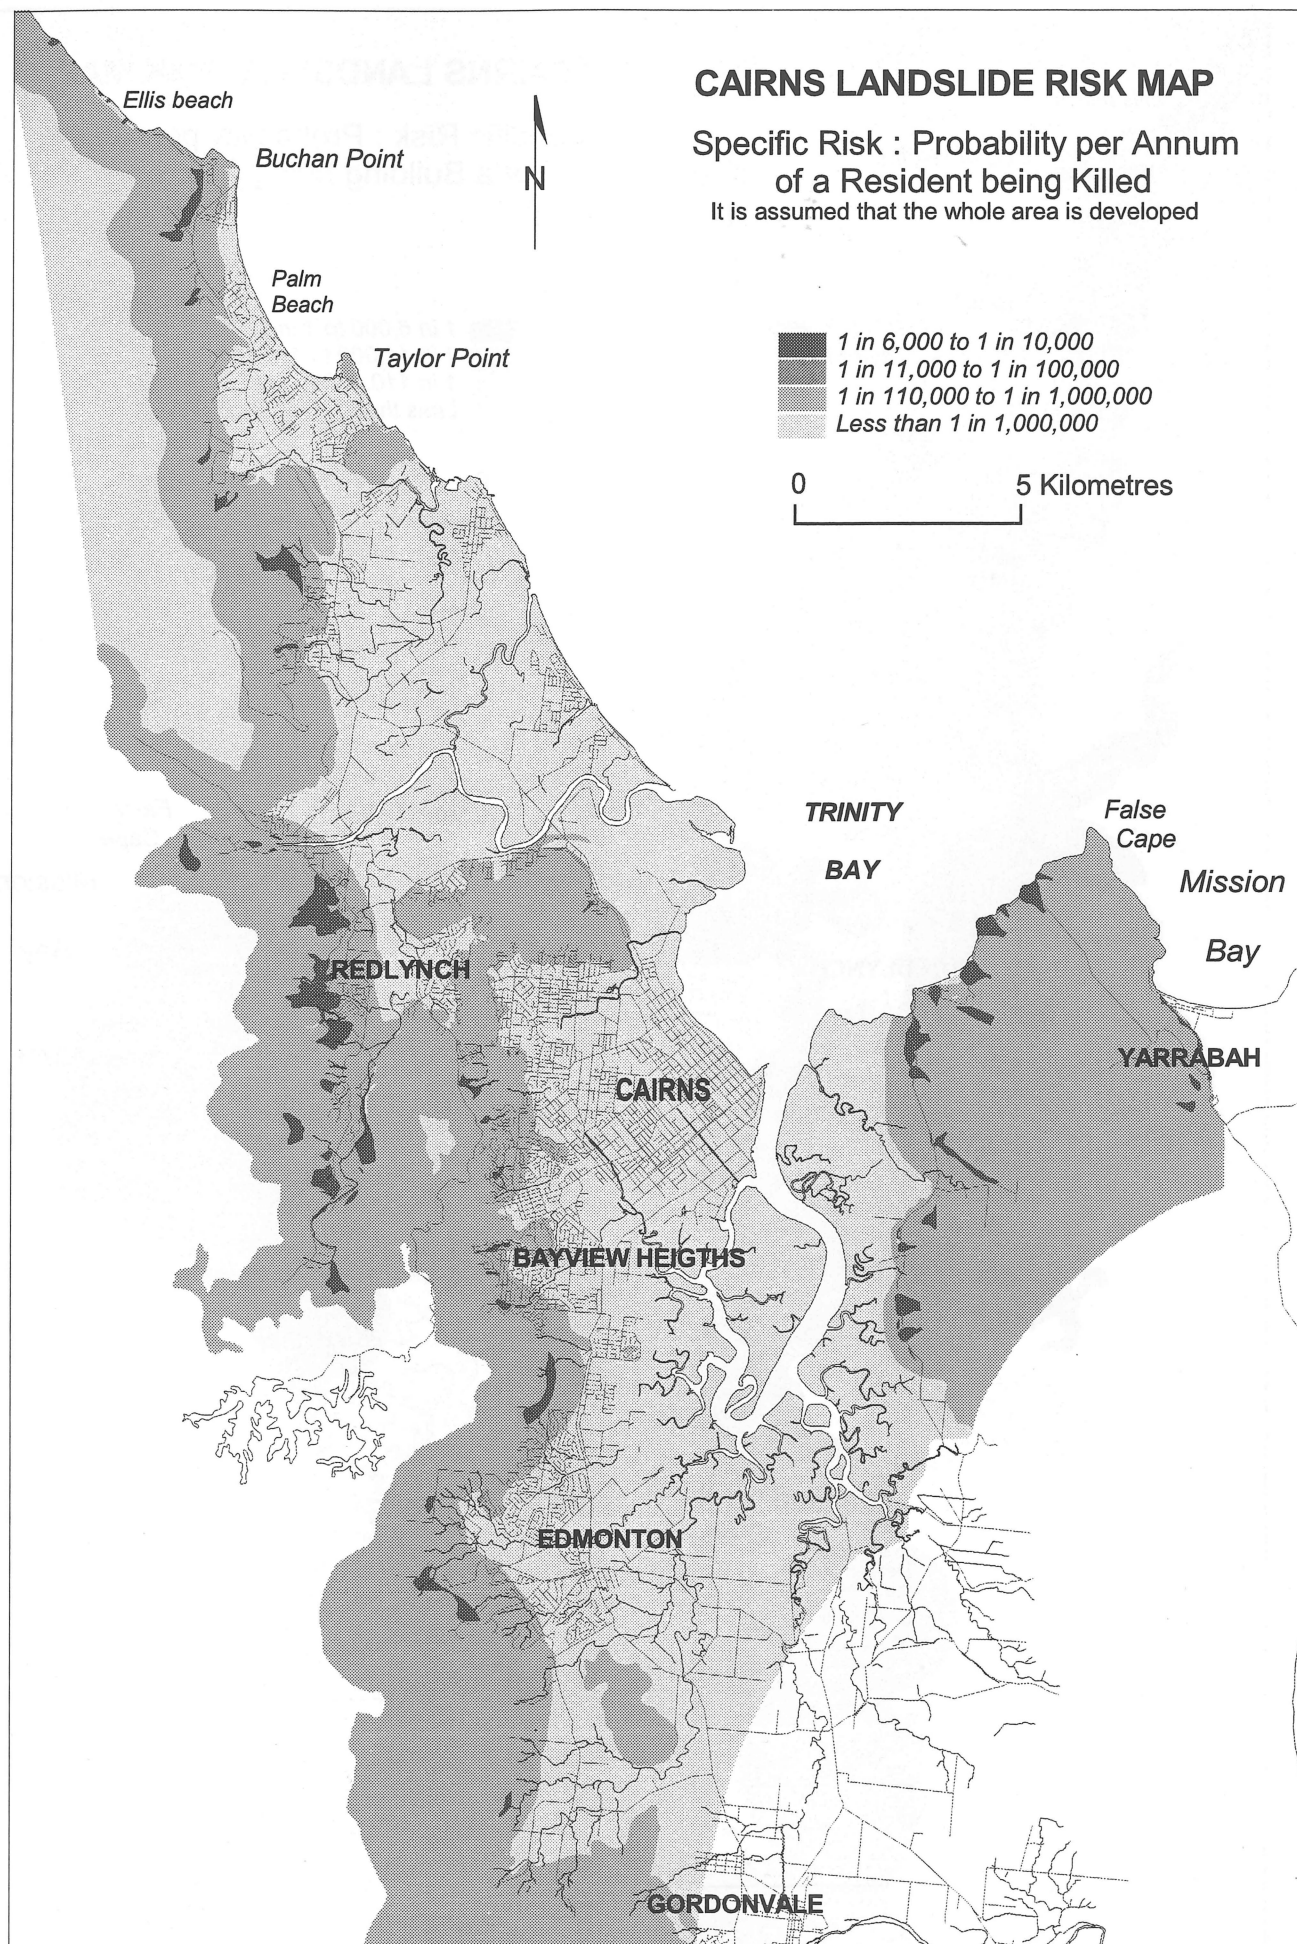 CAIRNS LANDSLIDE RISK MAP
Specific Risk : Probability per Annum
of a Resident being Killed
It is assumed that the whole area is developed
Ellis beach
Buchan Point
N
Palm
Beach
Taylor Point
1 in 6,000 to 1 in 10,000
1 in 11,000 to 1 in 100,000
1 in 110,000 to 1 in 1,000,000
Less than 1 in 1,000,000
0 5 Kilometres
TRINITY
BAY
False
Cape
Mission
Bay
REDLYNCH
YARRABAH
CAIRNS
BAYVIEW HEIGTHS
EDMONTON
GORDONVALE